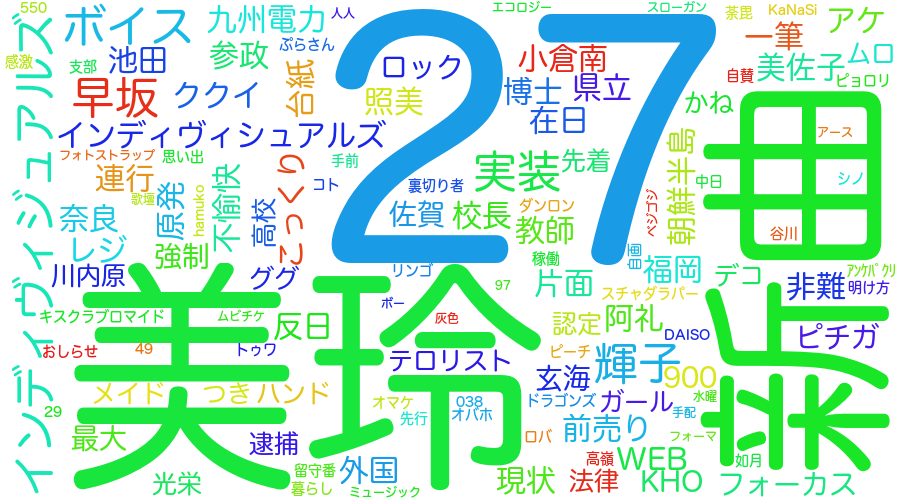 550
ボイス
九州電力
人人
エコロジー
スローガン
茶毘
KaNaSi
アケ
感激
支部
池田
参政
ぷらさん
ロック
小倉南
一筆
ムロ
早坂
ククイ
台紙
照美
博士
県立
自賛
美佐子
ピョロリ
27
曲
インディヴィシュアルズ
インディヴィジュアルズ
在日
かね
フォトストラップ
思い出
手前
実装
先着
朝鮮半島
アース
連行
歌壇
hamuko
原発
不愉快
こっくり
コト
裏切り者
中日
シノ
奈良
レジ
高校
佐賀
校長
ダンロン
教師
ベジゴジ
谷川
強制
稼働
自画
福岡
川内原
ググ
リンゴ
97
片面
デコ
非難
アンケパクリ
明け方
美玲
新
キスクラブロマイド
ムビチケ
反日
ボー
灰色
スチャダラパー
認定
阿礼
DAISO
ピチガ
おしらせ
49
トゥワ
テロリスト
ピーチ
輝子
玄海
900
メイド
つき
ハンド
オマケ
038
オパホ
先行
ドラゴンズ
ガール
手配
水曜
29
最大
逮捕
ロバ
前売り
フォーマ
光栄
留守番
暮らし
外国
ミュージック
現状
高嶺
法律
WEB
KHO
如月
フォーカス